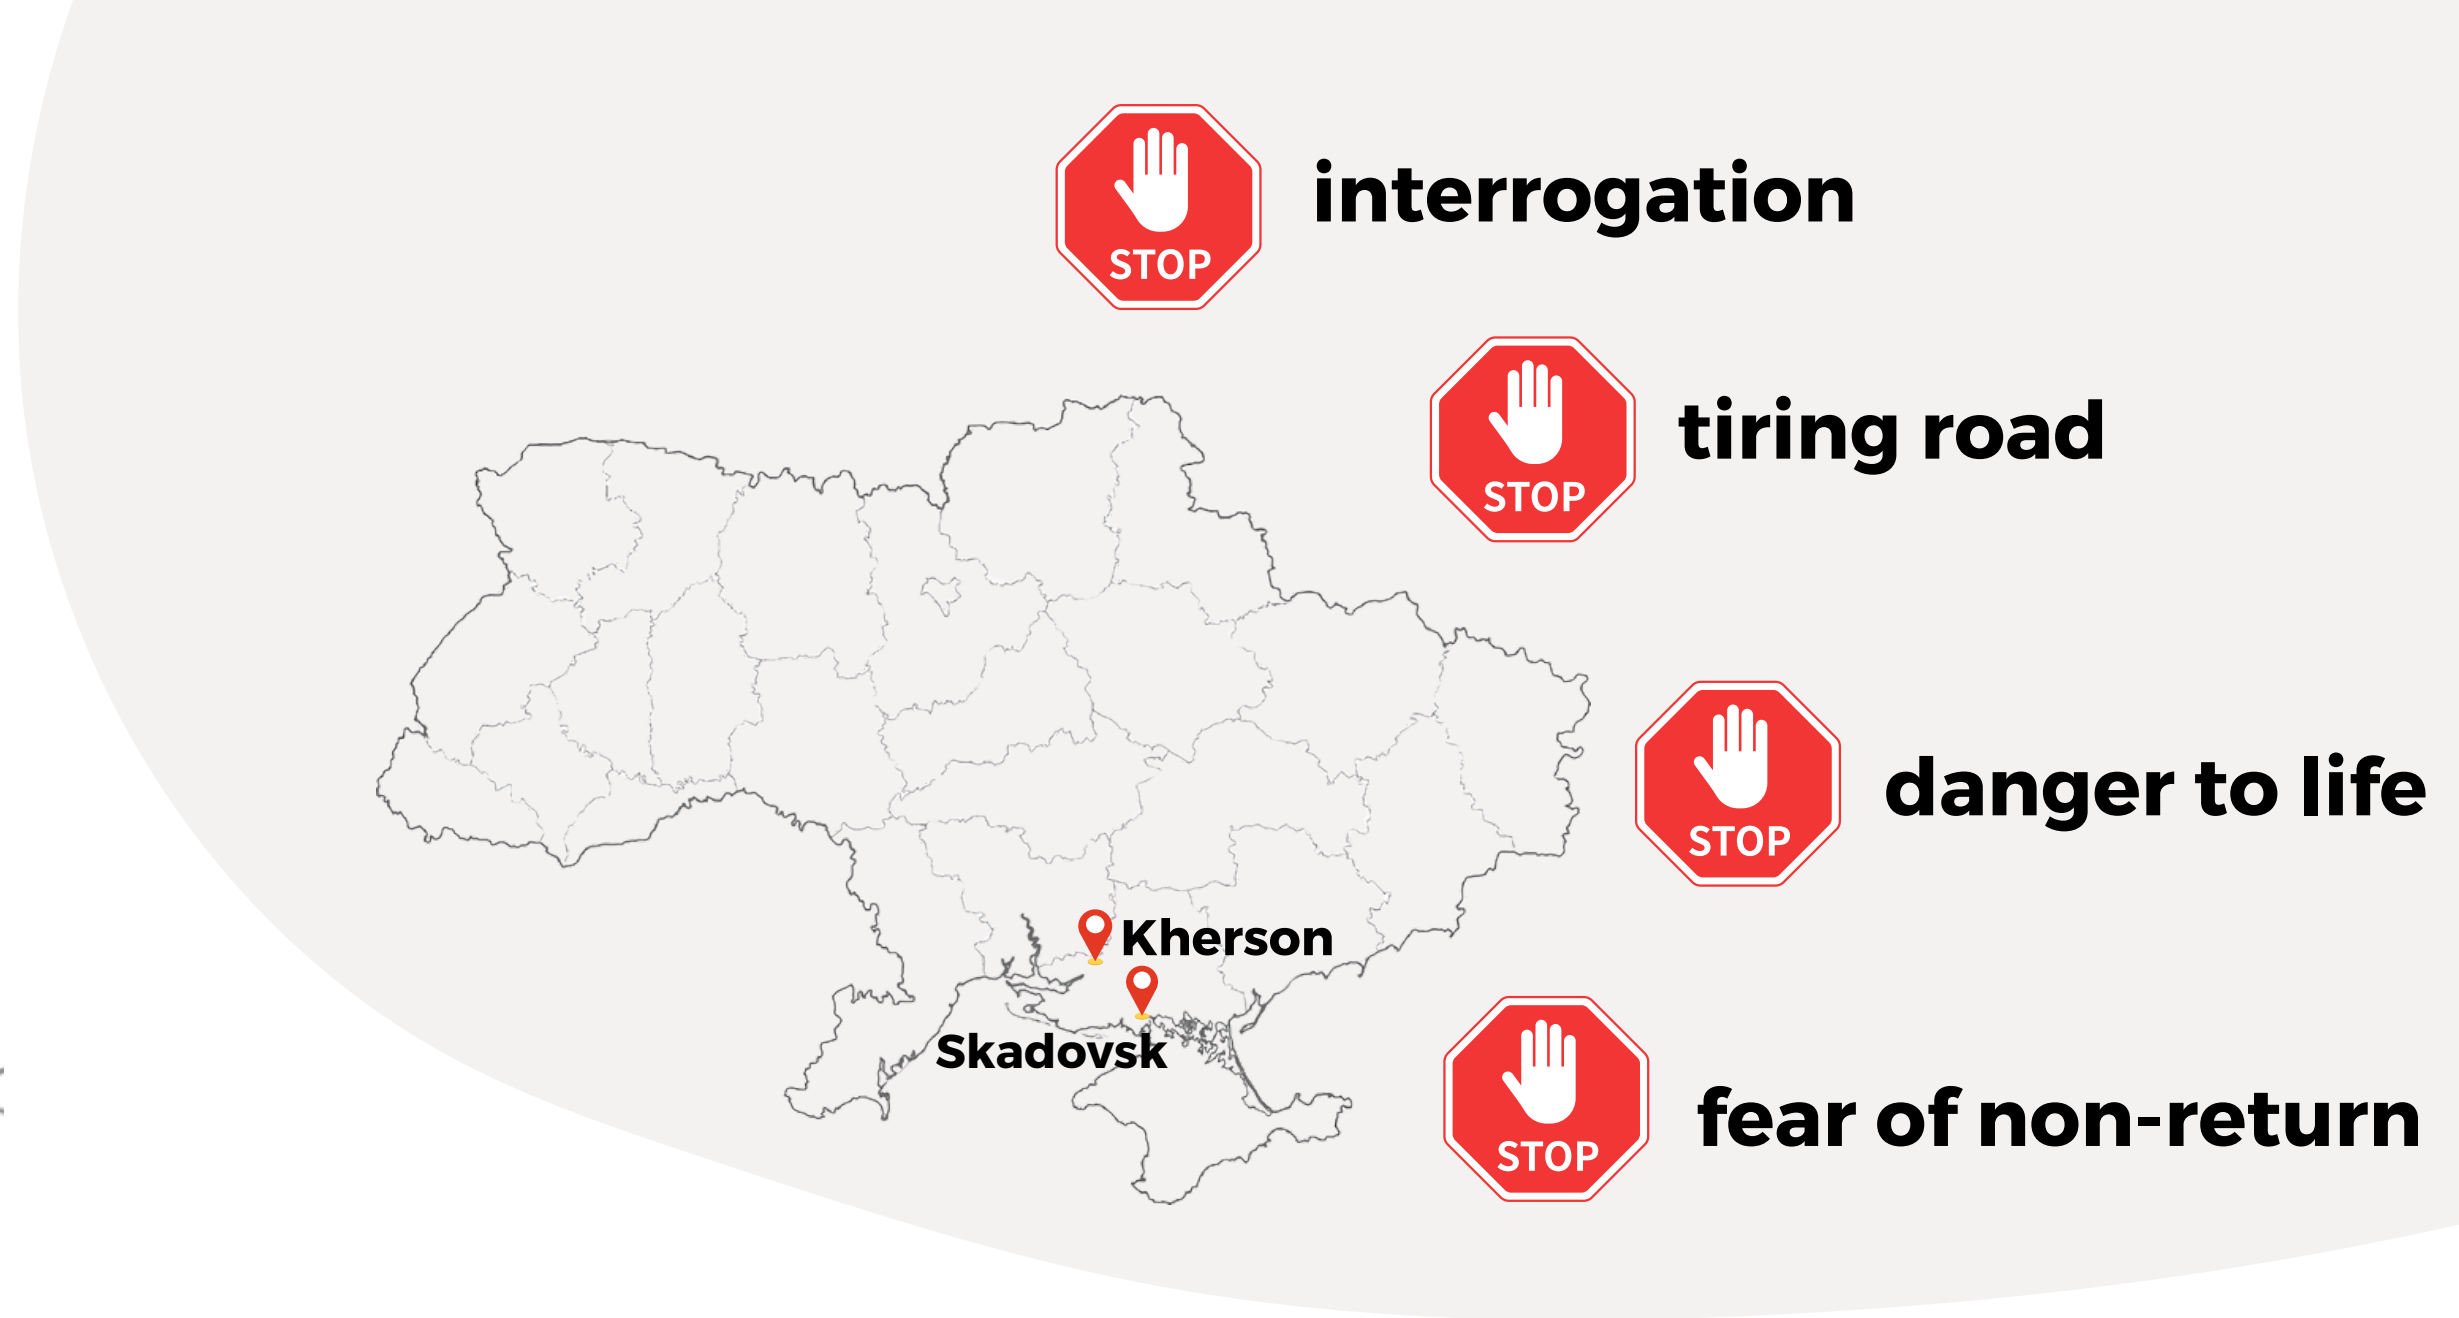 STOP
interrogation
STOP
tiring road
STOP
danger to life
Kherson
Skadovsk
STOP
fear of non-return